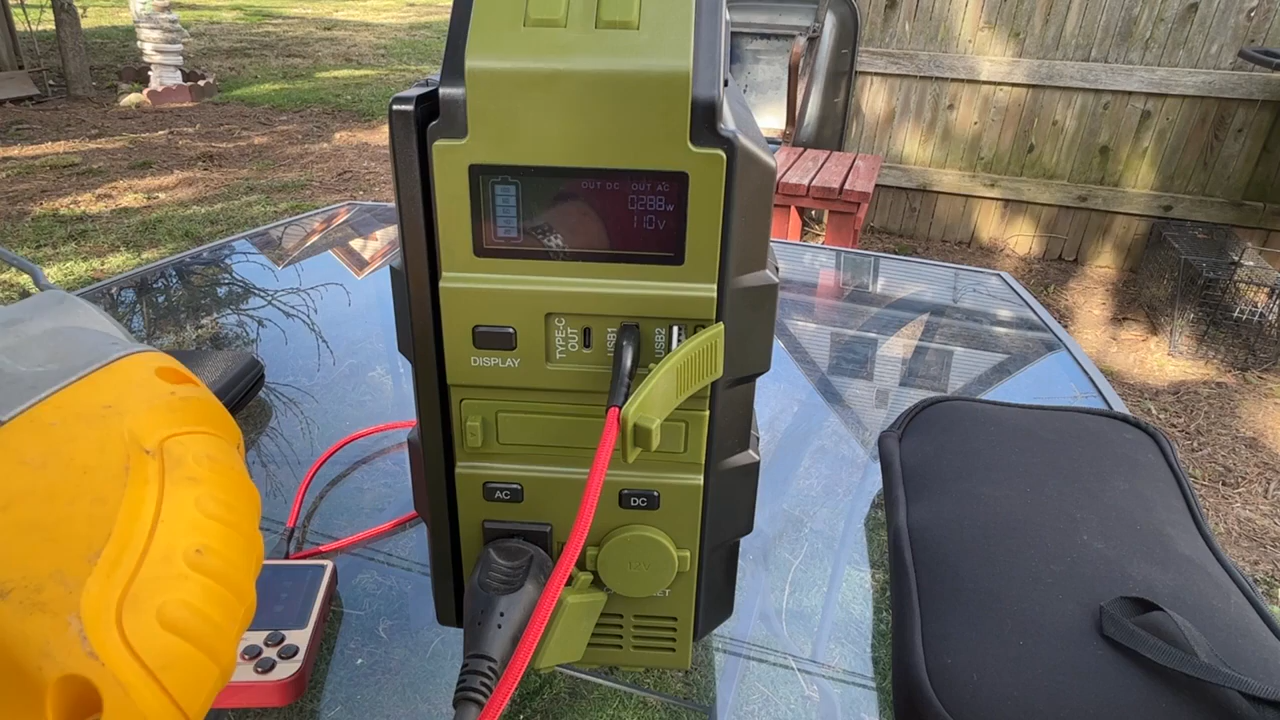 OUT DC OUT AC
0288W
110V
DISPLAY
TYPE-C
OUT
USB1
USB2
AC
DC
12V